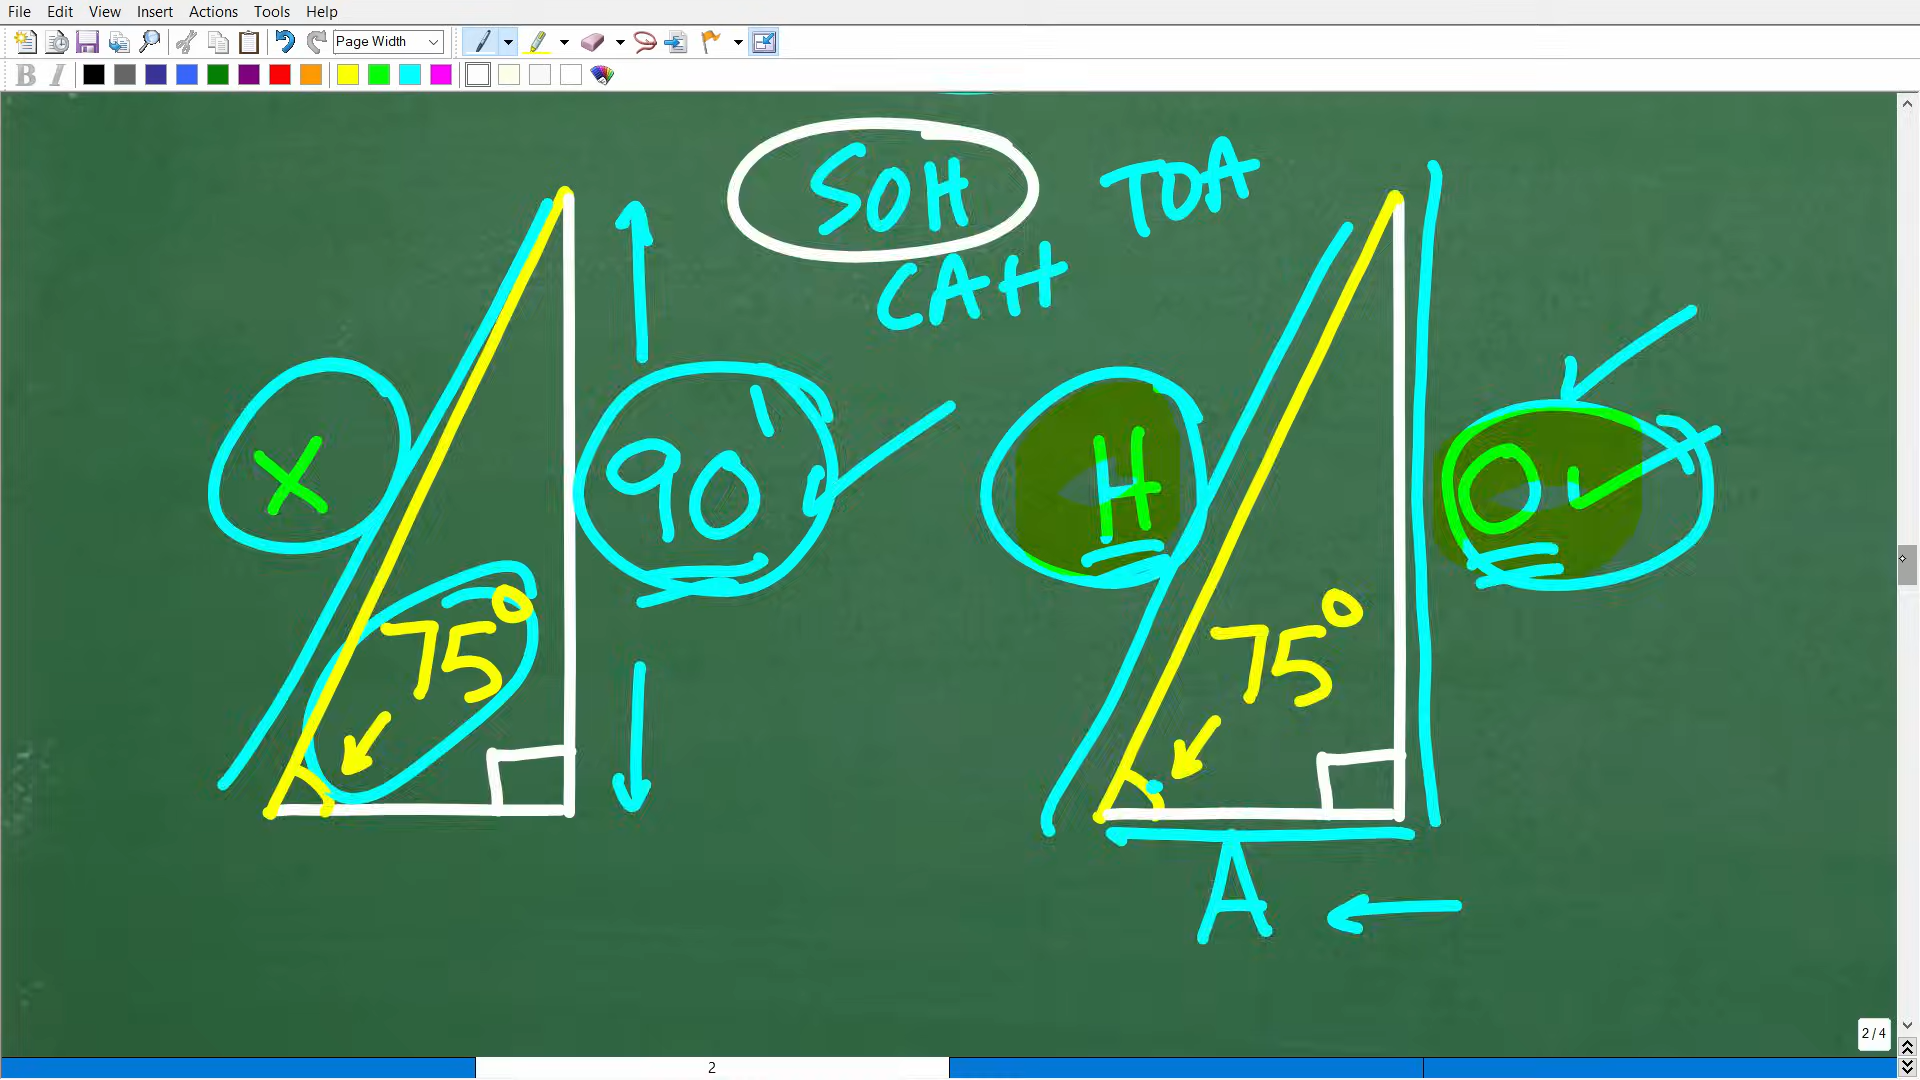 File Edit View Insert Actions Tools Help
Page Width
B I
SOH TOA
CAH
X 90' H O
75° 75°
A
2 / 4
2